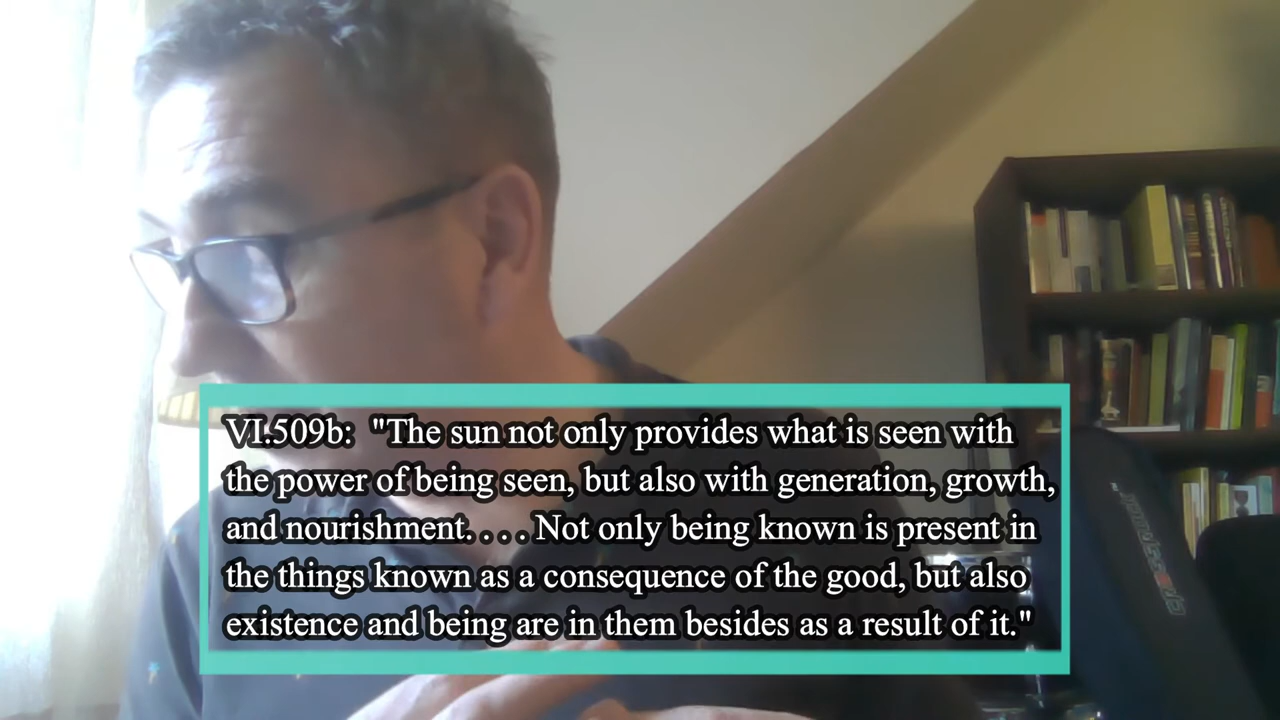 VI.509b:  "The sun not only provides what is seen with
the power of being seen, but also with generation, growth,
and nourishment. . . . Not only being known is present in
the things known as a consequence of the good, but also
existence and being are in them besides as a result of it."